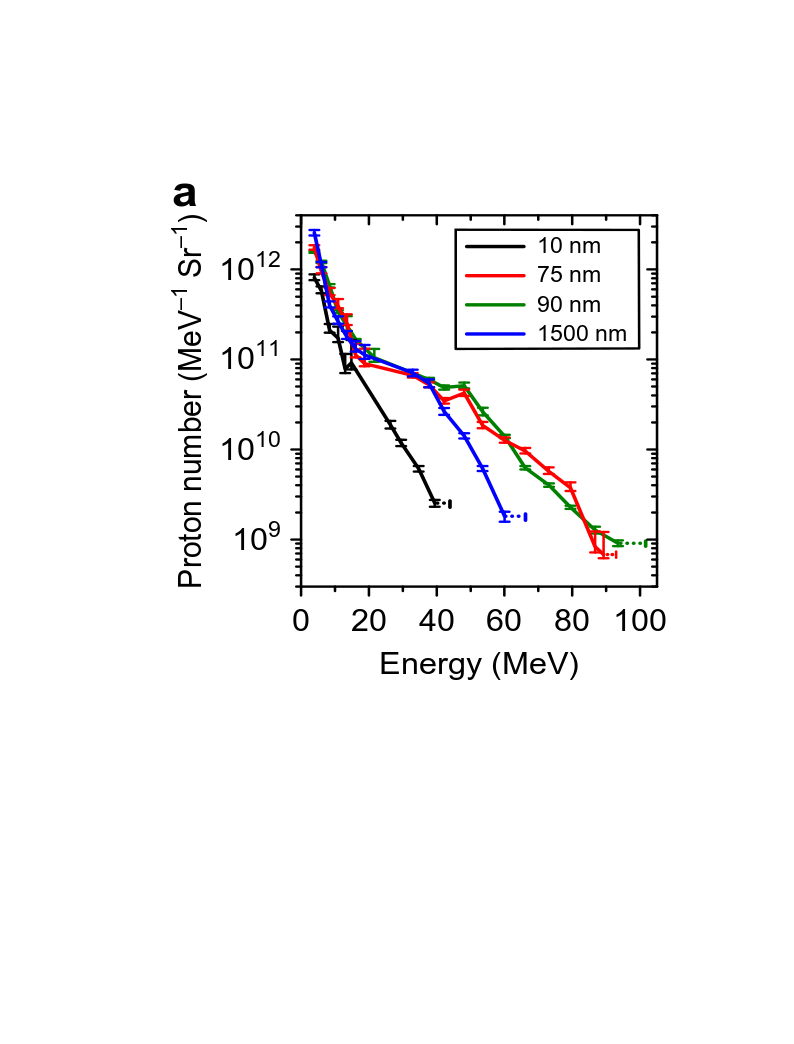 a
Proton number (MeV⁻¹ Sr⁻¹)
10¹²
10¹¹
10¹⁰
10⁹
10 nm
75 nm
90 nm
1500 nm
0 20 40 60 80 100
Energy (MeV)